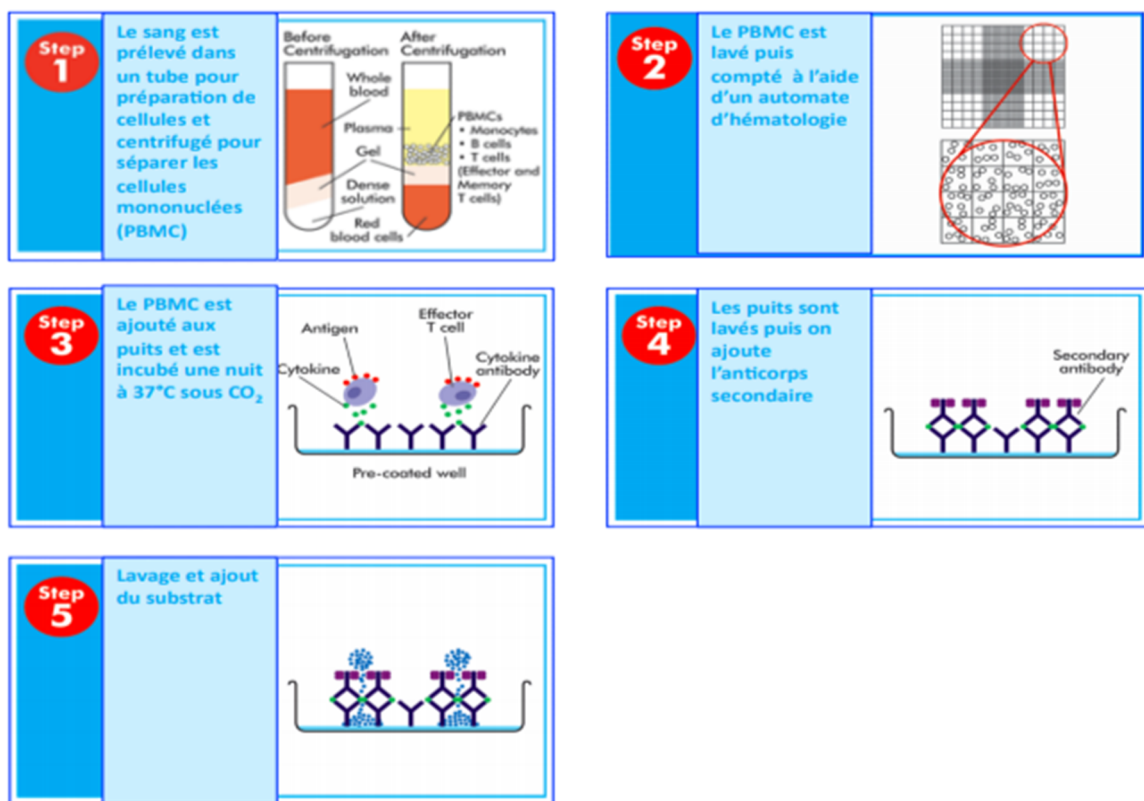 Step
1
Le sang est
prélevé dans
un tube pour
préparation de
cellules et
centrifugé pour
séparer les
cellules
mononuclées
(PBMC)
Before
Centrifugation
After
Centrifugation
Whole
blood
Plasma
Gel
Dense
solution
Red
blood cells
PBMCs
• Monocytes
• B cells
• T cells
(Effector and
Memory
T cells)
Step
2
Le PBMC est
lavé puis
compté à l’aide
d’un automate
d’hématologie
Step
3
Le PBMC est
ajouté aux
puits et est
incubé une nuit
à 37°C sous CO₂
Antigen
Effector
T cell
Cytokine
Cytokine
antibody
Pre-coated well
Step
4
Les puits sont
lavés puis on
ajoute
l’anticorps
secondaire
Secondary
antibody
Step
5
Lavage et ajout
du substrat